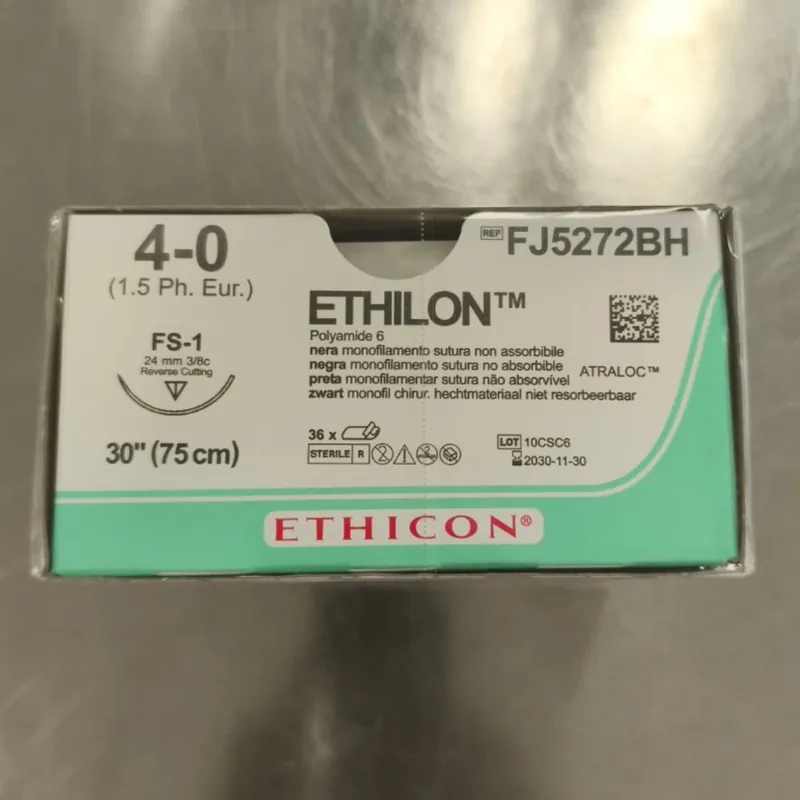 4-0
(1.5 Ph. Eur.)
FS-1
24 mm 3/8c
Reverse Cutting
30" (75 cm)
REF FJ5272BH
ETHILON™
Polyamide 6
nera monofilamento sutura non assorbibile
negra monofilamento sutura no absorbible
preta monofilamentar sutura não absorvível
zwart monofil chirur. hechtmateriaal niet resorbeerbaar
ATRALOC™
36 x
STERILE R
LOT 10CSC6
2030-11-30
ETHICON®